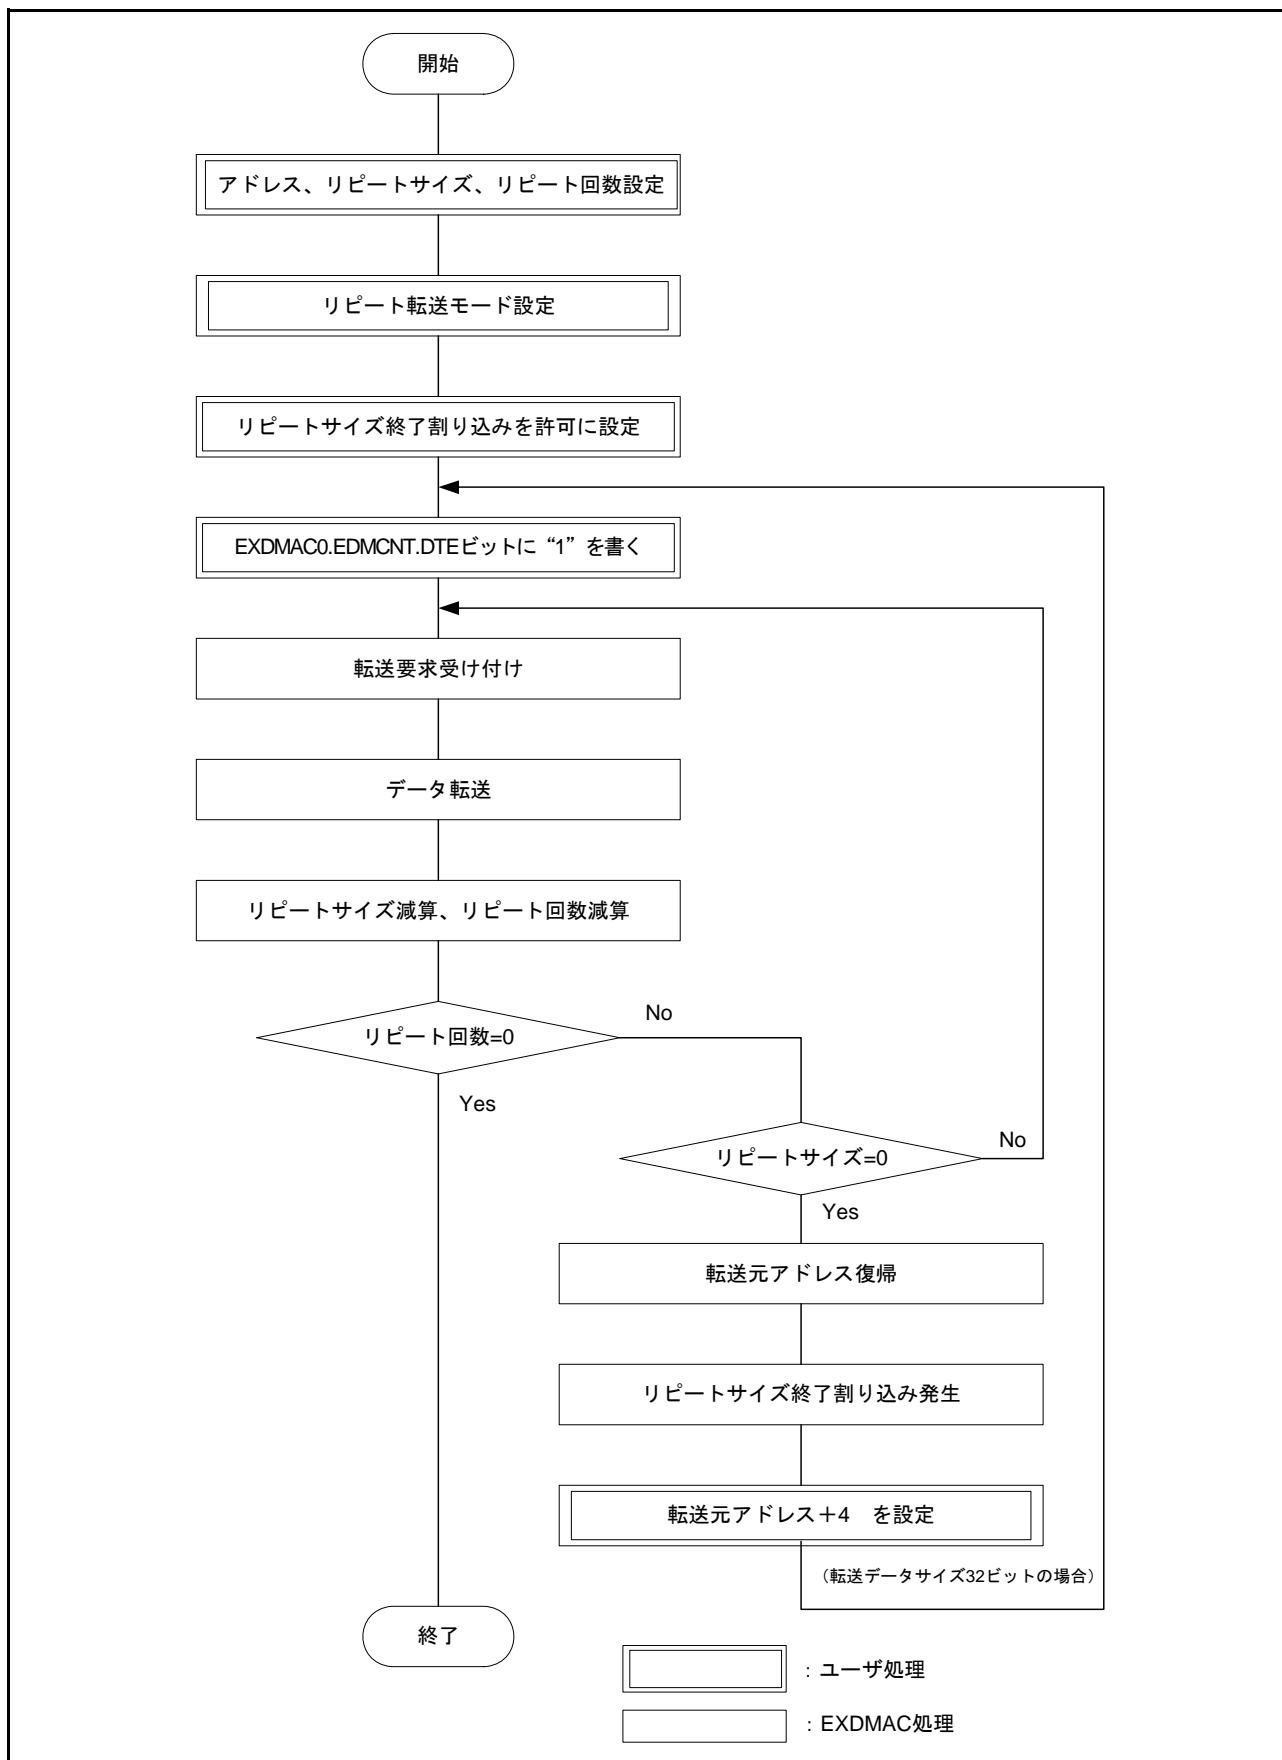 開始
アドレス、リピートサイズ、リピート回数設定
リピート転送モード設定
リピートサイズ終了割り込みを許可に設定
EXDMAC0.EDMCNT.DTEビットに“1”を書く
転送要求受け付け
データ転送
リピートサイズ減算、リピート回数減算
リピート回数=0
No
Yes
リピートサイズ=0
No
Yes
転送元アドレス復帰
リピートサイズ終了割り込み発生
転送元アドレス＋4　を設定
（転送データサイズ32ビットの場合）
終了
：ユーザ処理
：EXDMAC処理